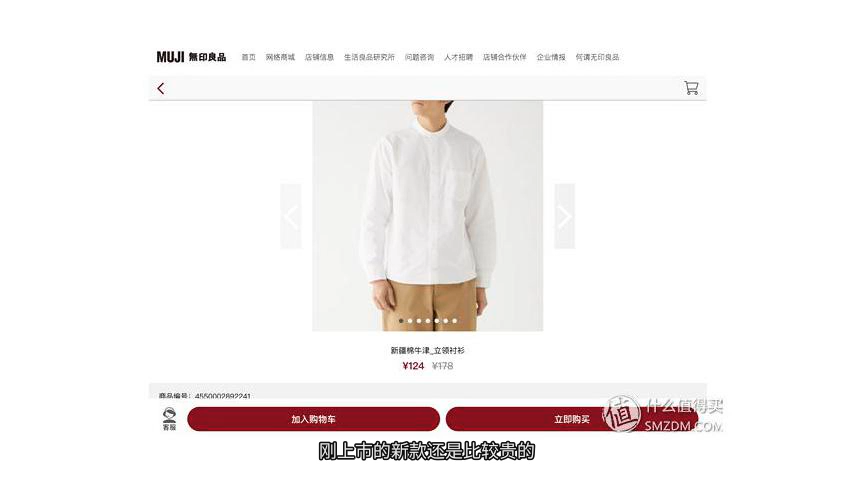 MUJI 無印良品 首页 网络商城 店铺信息 生活良品研究所 问题咨询 人才招聘 店铺合作伙伴 企业情报 何谓无印良品
新疆棉牛津_立领衬衫
¥124 ¥178
商品编号：4550002892241
客服 加入购物车 立即购买
值 什么值得买
SMZDM.COM
刚上市的新款还是比较贵的